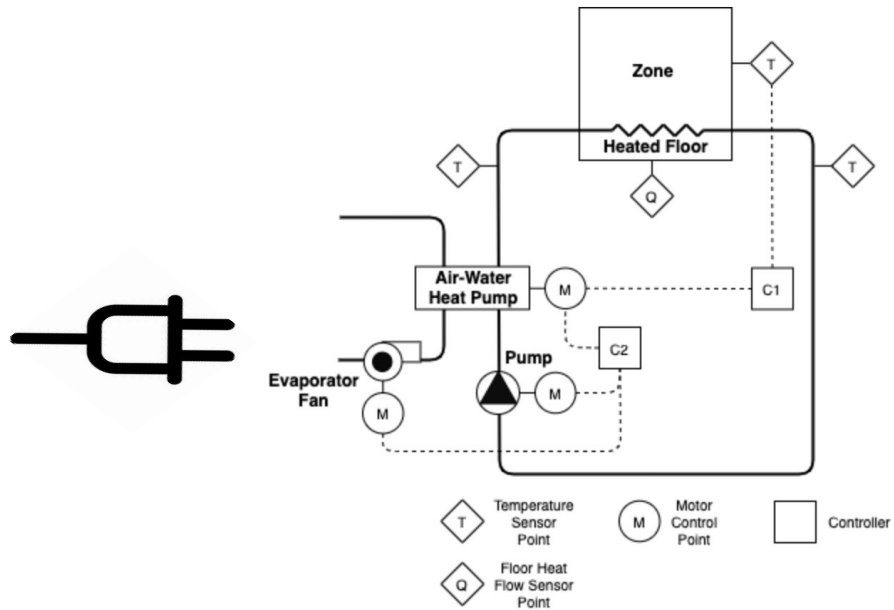 Zone
T
Heated Floor
T
T
Q
Air-Water
Heat Pump
M
C1
C2
Pump
Evaporator
Fan
M
M
T
Temperature
Sensor
Point
M
Motor
Control
Point
Controller
Q
Floor Heat
Flow Sensor
Point